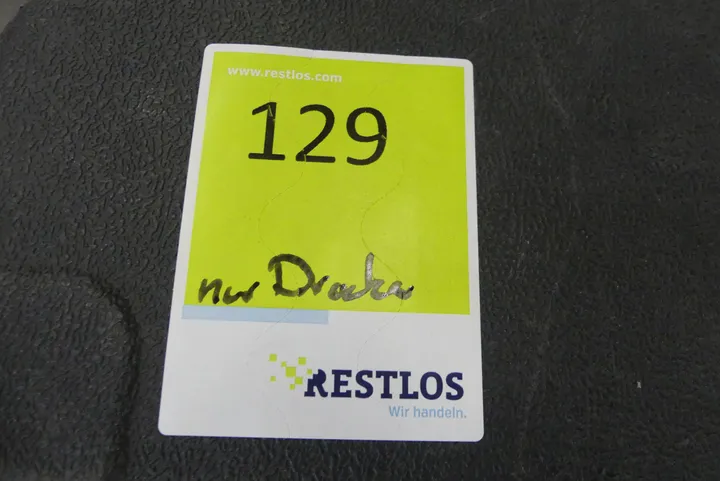 www.restlos.com
129
nur Drucker
RESTLOS
Wir handeln.